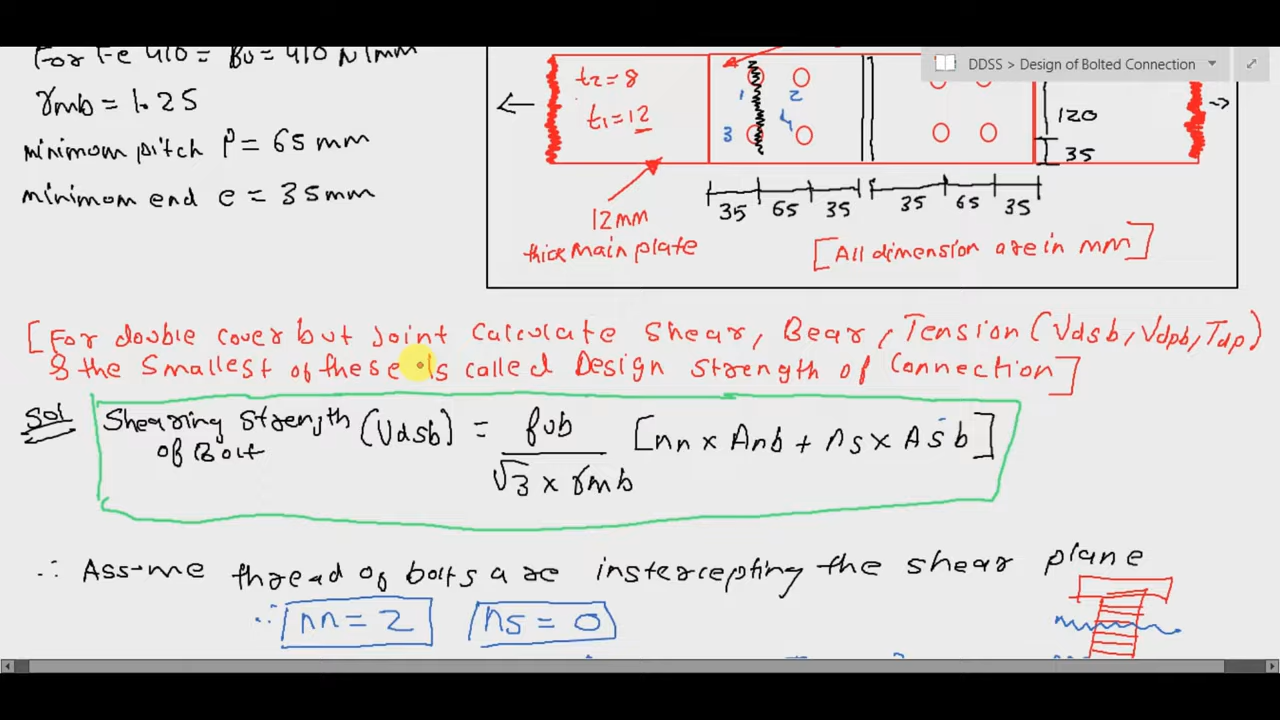 For Fe 410 = fu = 410 N/mm
γmb = 1.25
minimum pitch P = 65 mm
minimum end e = 35mm
t2 = 8
t1 = 12
1
2
3
4
12mm
thick main plate
35 65 35
35 65 35
120
35
[All dimension are in mm]
DDSS > Design of Bolted Connection
[For double cover but Joint Calculate Shear, Bear, Tension (Vdsb, Vdpb, Tdp)
& the Smallest of these is called Design Strength of Connection]
Sol
Shearing Strength (Vdsb) = fub [nn × Anb + ns × Asb]
of Bolt
√3 × γmb
∴ Assume thread of bolts are instercepting the shear plane
∴ nn = 2 ns = 0